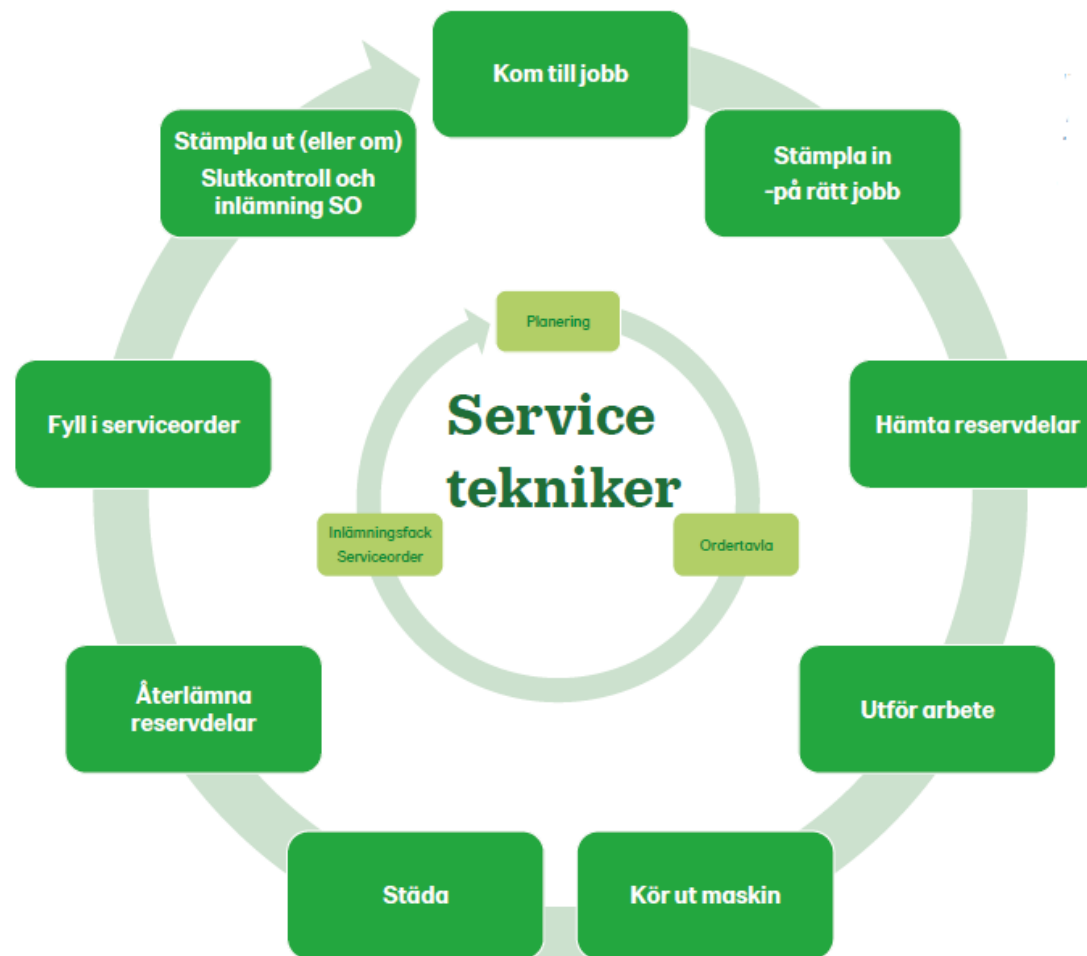 Kom till jobb
Stämpla in
-på rätt jobb
Hämta reservdelar
Utför arbete
Kör ut maskin
Städa
Återlämna
reservdelar
Fyll i serviceorder
Stämpla ut (eller om)
Slutkontroll och
inlämning SO
Planering
Ordertavla
Inlämningsfack
Serviceorder
Service
tekniker